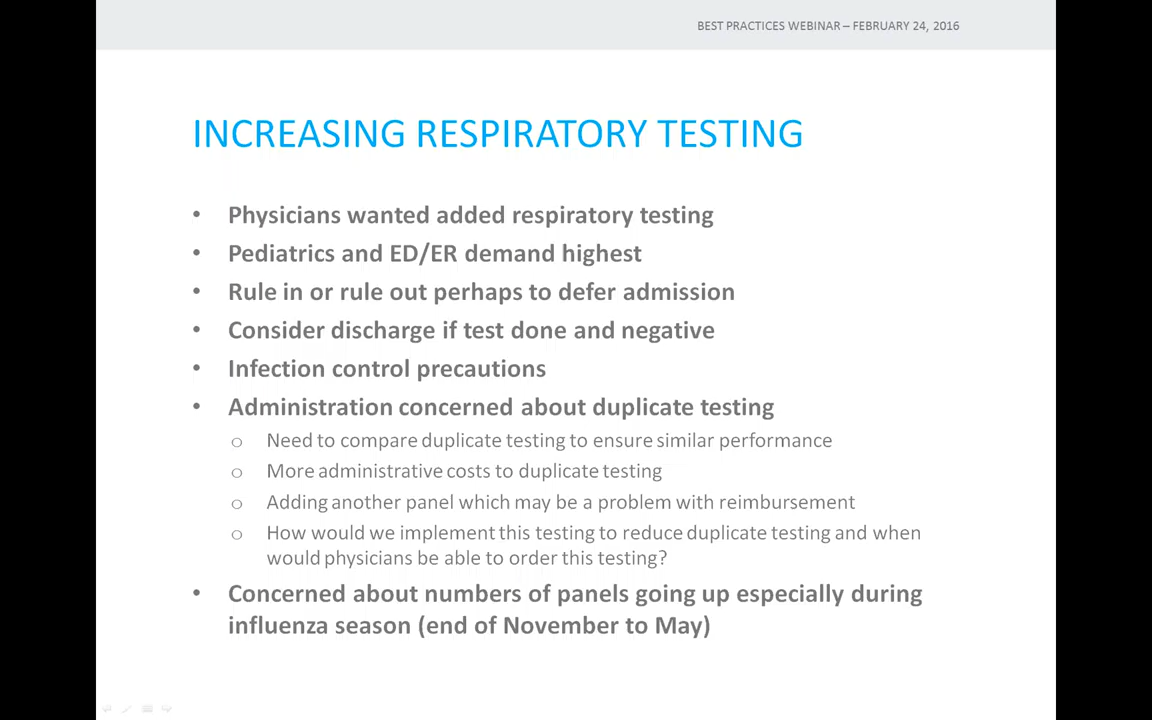 BEST PRACTICES WEBINAR – FEBRUARY 24, 2016
INCREASING RESPIRATORY TESTING
• Physicians wanted added respiratory testing
• Pediatrics and ED/ER demand highest
• Rule in or rule out perhaps to defer admission
• Consider discharge if test done and negative
• Infection control precautions
• Administration concerned about duplicate testing
o Need to compare duplicate testing to ensure similar performance
o More administrative costs to duplicate testing
o Adding another panel which may be a problem with reimbursement
o How would we implement this testing to reduce duplicate testing and when
would physicians be able to order this testing?
• Concerned about numbers of panels going up especially during
influenza season (end of November to May)